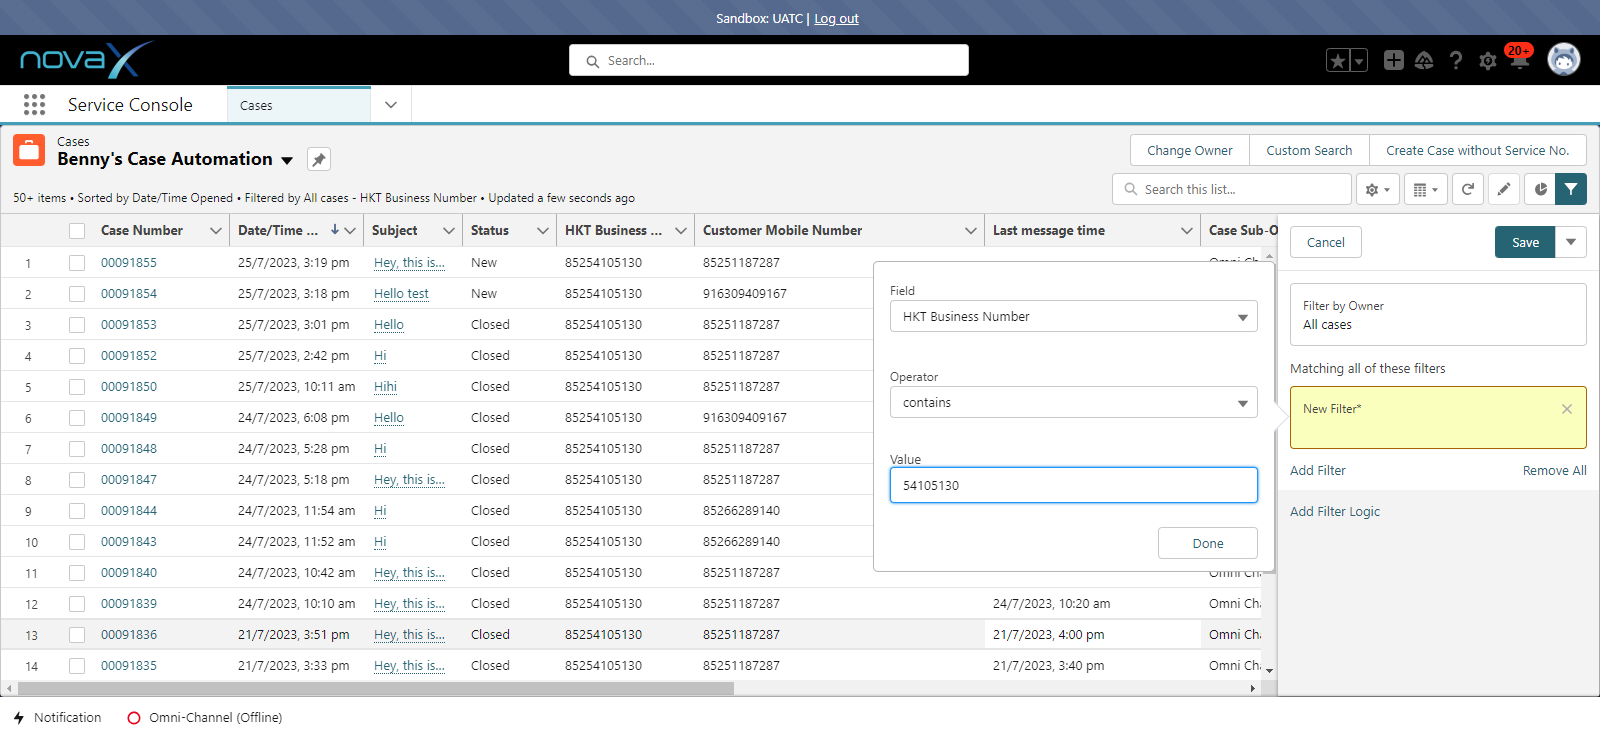 Sandbox: UATC | Log out
novaX
Search...
20+
Service Console
Cases
Cases
Benny's Case Automation
Change Owner
Custom Search
Create Case without Service No.
50+ items • Sorted by Date/Time Opened • Filtered by All cases - HKT Business Number • Updated a few seconds ago
Search this list...
Case Number Date/Time ... Subject Status HKT Business ... Customer Mobile Number Last message time Case Sub-O
1 00091855 25/7/2023, 3:19 pm Hey, this is... New 85254105130 85251187287
2 00091854 25/7/2023, 3:18 pm Hello test New 85254105130 916309409167
3 00091853 25/7/2023, 3:01 pm Hello Closed 85254105130 85251187287
4 00091852 25/7/2023, 2:42 pm Hi Closed 85254105130 85251187287
5 00091850 25/7/2023, 10:11 am Hihi Closed 85254105130 85251187287
6 00091849 24/7/2023, 6:08 pm Hello Closed 85254105130 916309409167
7 00091848 24/7/2023, 5:28 pm Hi Closed 85254105130 85251187287
8 00091847 24/7/2023, 5:18 pm Hey, this is... Closed 85254105130 85251187287
9 00091844 24/7/2023, 11:54 am Hi Closed 85254105130 85266289140
10 00091843 24/7/2023, 11:52 am Hi Closed 85254105130 85266289140
11 00091840 24/7/2023, 10:42 am Hey, this is... Closed 85254105130 85251187287
12 00091839 24/7/2023, 10:10 am Hey, this is... Closed 85254105130 85251187287 24/7/2023, 10:20 am Omni Cha
13 00091836 21/7/2023, 3:51 pm Hey, this is... Closed 85254105130 85251187287 21/7/2023, 4:00 pm Omni Cha
14 00091835 21/7/2023, 3:33 pm Hey, this is... Closed 85254105130 85251187287 21/7/2023, 3:40 pm Omni Cha
Field
HKT Business Number
Operator
contains
Value
54105130
Done
Cancel
Save
Filter by Owner
All cases
Matching all of these filters
New Filter*
Add Filter
Remove All
Add Filter Logic
Notification
Omni-Channel (Offline)